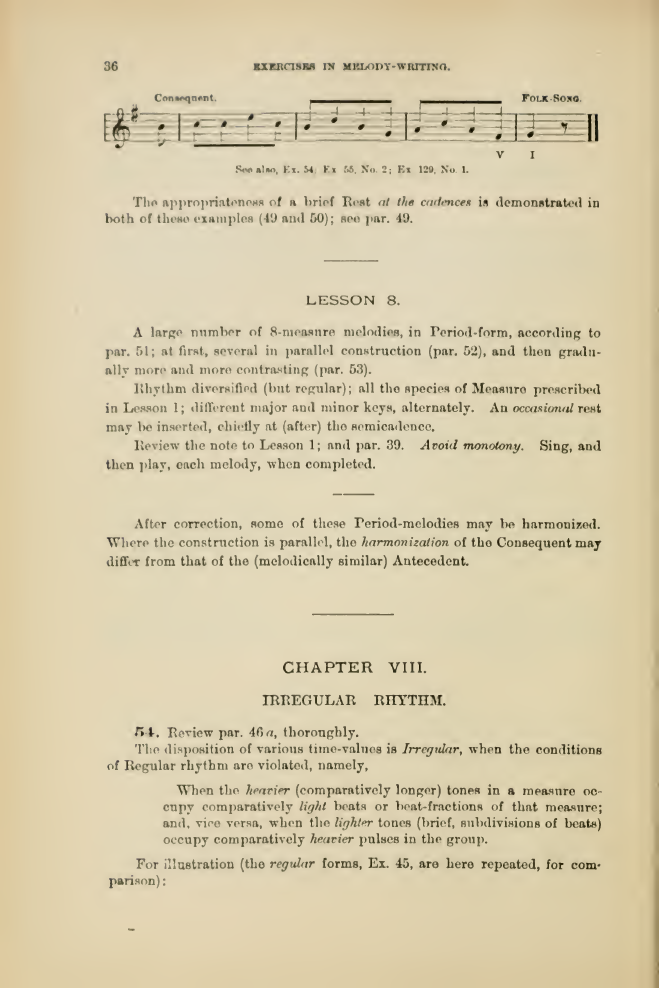 36
EXERCISES IN MELODY-WRITING.
Consequent.
FOLK-SONG.
V I
See also, Ex. 54; Ex 55, No. 2; Ex 129, No. 1.
The appropriateness of a brief Rest at the cadences is demonstrated in
both of these examples (49 and 50); see par. 49.
LESSON 8.
A large number of 8-measure melodies, in Period-form, according to
par. 51; at first, several in parallel construction (par. 52), and then gradu-
ally more and more contrasting (par. 53).
Rhythm diversified (but regular); all the species of Measure prescribed
in Lesson 1; different major and minor keys, alternately. An occasional rest
may be inserted, chiefly at (after) the semicadence.
Review the note to Lesson 1; and par. 39. Avoid monotony. Sing, and
then play, each melody, when completed.
After correction, some of these Period-melodies may be harmonized.
Where the construction is parallel, the harmonization of the Consequent may
differ from that of the (melodically similar) Antecedent.
CHAPTER VIII.
IRREGULAR RHYTHM.
54. Review par. 46 a, thoroughly.
The disposition of various time-values is Irregular, when the conditions
of Regular rhythm are violated, namely,
When the heavier (comparatively longer) tones in a measure oc-
cupy comparatively light beats or beat-fractions of that measure;
and, vice versa, when the lighter tones (brief, subdivisions of beats)
occupy comparatively heavier pulses in the group.
For illustration (the regular forms, Ex. 45, are here repeated, for com-
parison):